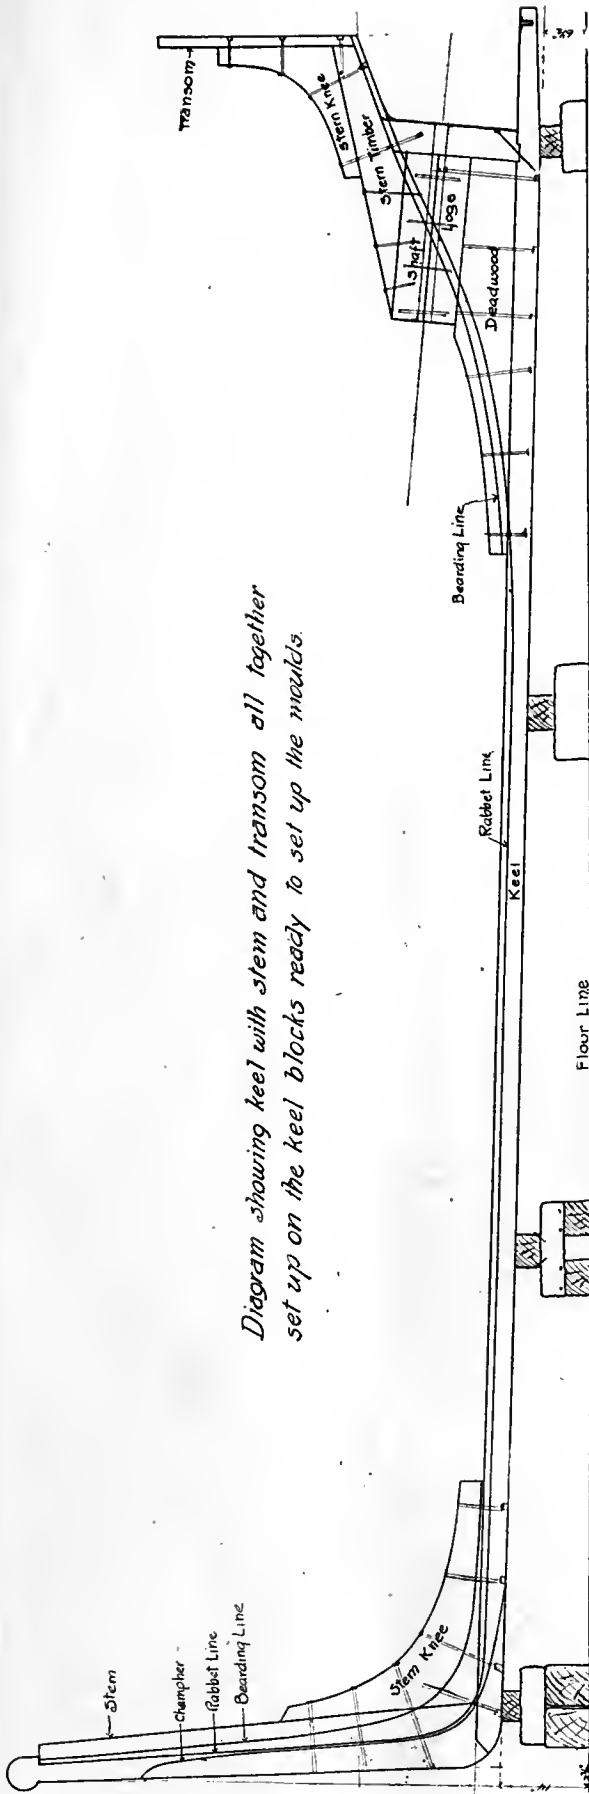 Diagram showing keel with stem and transom all together
set up on the keel blocks ready to set up the moulds.
Stem
Champher
Rabbet Line
Bearding Line
Stem Knee
Rabbet Line
Keel
Flour Line
Bearding Line
Deadwood
Shaft
Stern Timber
Stern Knee
Transom